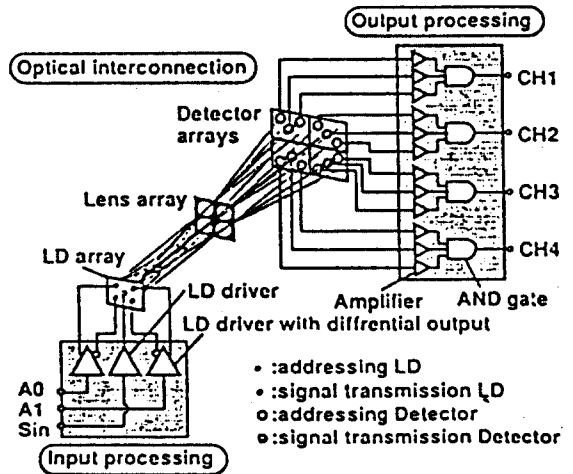 Output processing
Optical interconnection
Detector
arrays
CH1
CH2
CH3
CH4
Lens array
LD array
LD driver
LD driver with diffrential output
Amplifier
AND gate
A0
A1
Sin
Input processing
:addressing LD
:signal transmission LD
:addressing Detector
:signal transmission Detector